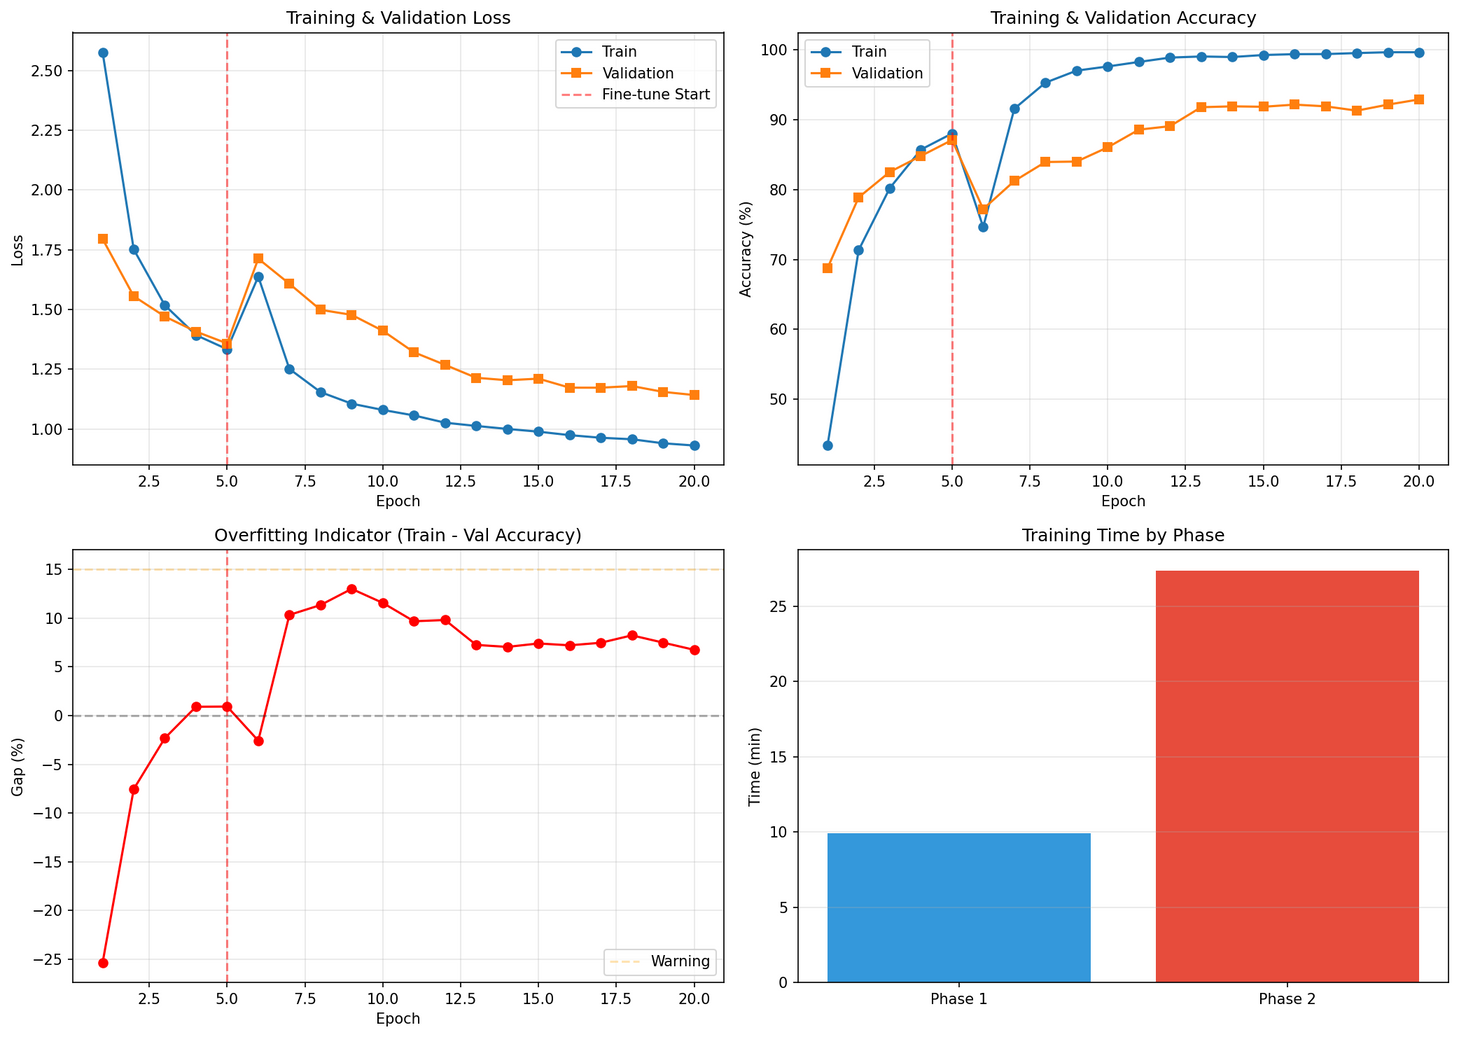 Training & Validation Loss
Train
Validation
Fine-tune Start
2.50
2.25
2.00
1.75
1.50
1.25
1.00
Loss
2.5 5.0 7.5 10.0 12.5 15.0 17.5 20.0
Epoch
Training & Validation Accuracy
Train
Validation
100
90
80
70
60
50
Accuracy (%)
2.5 5.0 7.5 10.0 12.5 15.0 17.5 20.0
Epoch
Overfitting Indicator (Train - Val Accuracy)
15
10
5
0
−5
−10
−15
−20
−25
Gap (%)
Warning
2.5 5.0 7.5 10.0 12.5 15.0 17.5 20.0
Epoch
Training Time by Phase
25
20
15
10
5
0
Time (min)
Phase 1 Phase 2